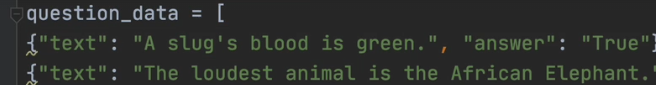 question_data = [
{"text": "A slug's blood is green.", "answer": "True"}
{"text": "The loudest animal is the African Elephant."